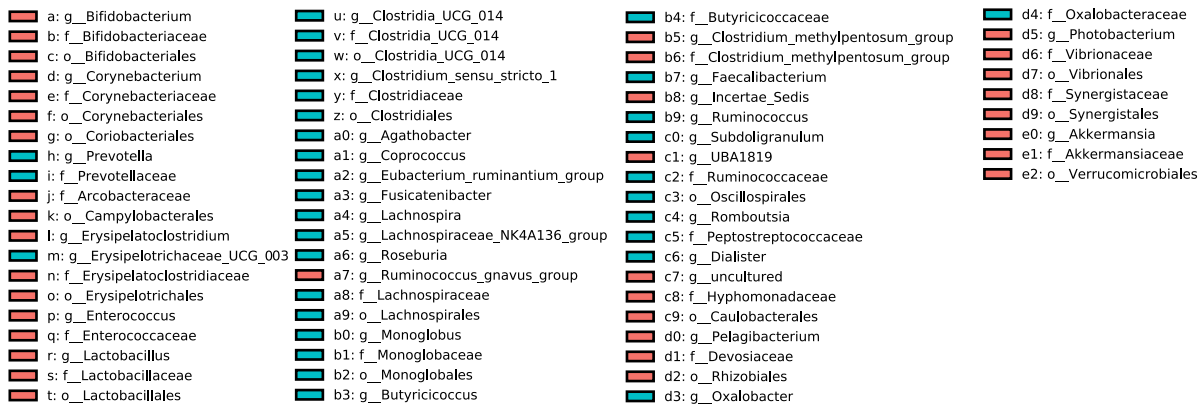 a: g__Bifidobacterium
b: f__Bifidobacteriaceae
c: o__Bifidobacteriales
d: g__Corynebacterium
e: f__Corynebacteriaceae
f: o__Corynebacteriales
g: o__Coriobacteriales
h: g__Prevotella
i: f__Prevotellaceae
j: f__Arcobacteraceae
k: o__Campylobacterales
l: g__Erysipelatoclostridium
m: g__Erysipelotrichaceae_UCG_003
n: f__Erysipelatoclostridiaceae
o: o__Erysipelotrichales
p: g__Enterococcus
q: f__Enterococcaceae
r: g__Lactobacillus
s: f__Lactobacillaceae
t: o__Lactobacillales
u: g__Clostridia_UCG_014
v: f__Clostridia_UCG_014
w: o__Clostridia_UCG_014
x: g__Clostridium_sensu_stricto_1
y: f__Clostridiaceae
z: o__Clostridiales
a0: g__Agathobacter
a1: g__Coprococcus
a2: g__Eubacterium_ruminantium_group
a3: g__Fusicatenibacter
a4: g__Lachnospira
a5: g__Lachnospiraceae_NK4A136_group
a6: g__Roseburia
a7: g__Ruminococcus_gnavus_group
a8: f__Lachnospiraceae
a9: o__Lachnospirales
b0: g__Monoglobus
b1: f__Monoglobaceae
b2: o__Monoglobales
b3: g__Butyricicoccus
b4: f__Butyricicoccaceae
b5: g__Clostridium_methylpentosum_group
b6: f__Clostridium_methylpentosum_group
b7: g__Faecalibacterium
b8: g__Incertae_Sedis
b9: g__Ruminococcus
c0: g__Subdoligranulum
c1: g__UBA1819
c2: f__Ruminococcaceae
c3: o__Oscillospirales
c4: g__Romboutsia
c5: f__Peptostreptococcaceae
c6: g__Dialister
c7: g__uncultured
c8: f__Hyphomonadaceae
c9: o__Caulobacterales
d0: g__Pelagibacterium
d1: f__Devosiaceae
d2: o__Rhizobiales
d3: g__Oxalobacter
d4: f__Oxalobacteraceae
d5: g__Photobacterium
d6: f__Vibrionaceae
d7: o__Vibrionales
d8: f__Synergistaceae
d9: o__Synergistales
e0: g__Akkermansia
e1: f__Akkermansiaceae
e2: o__Verrucomicrobiales